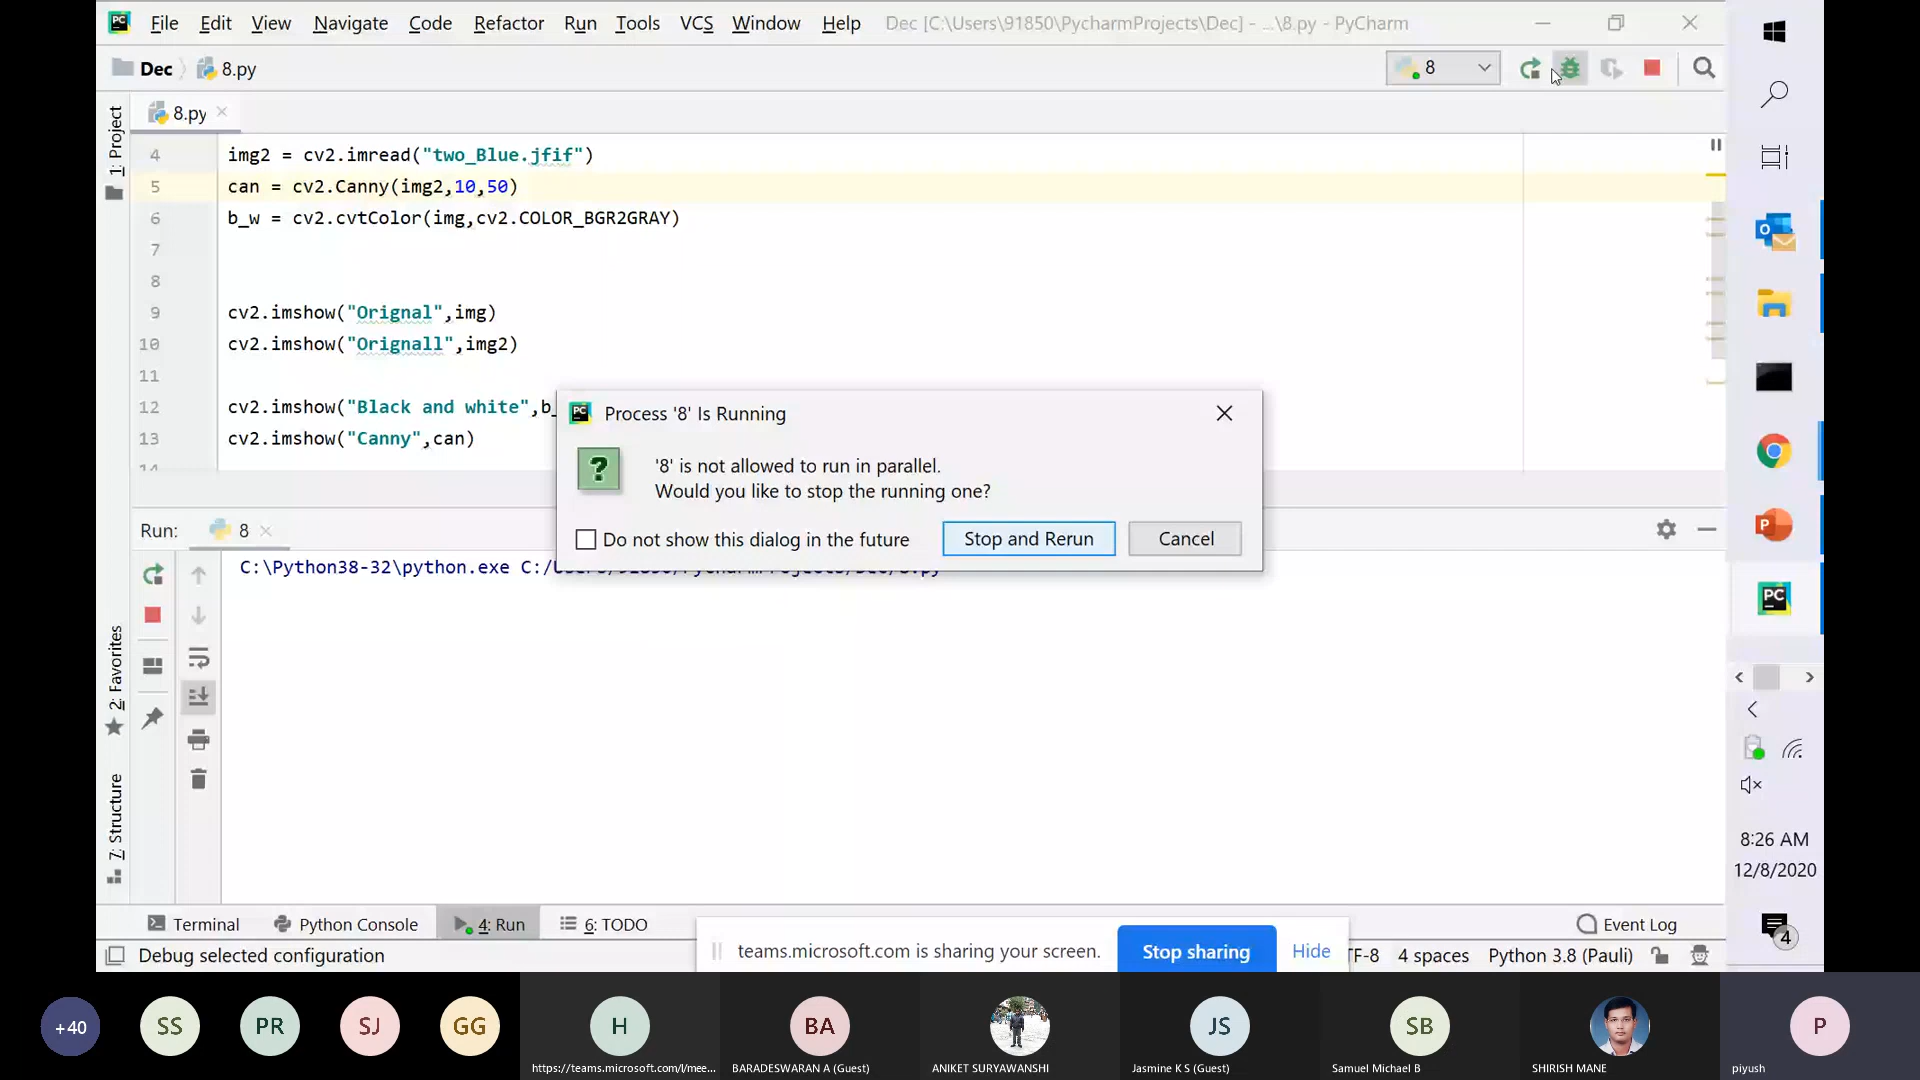 File Edit View Navigate Code Refactor Run Tools VCS Window Help Dec [C:\Users\91850\PycharmProjects\Dec] - ...\8.py - PyCharm
Dec 8.py
8
8.py
1: Project
4 img2 = cv2.imread("two_Blue.jfif")
5 can = cv2.Canny(img2,10,50)
6 b_w = cv2.cvtColor(img,cv2.COLOR_BGR2GRAY)
7
8
9 cv2.imshow("Orignal",img)
10 cv2.imshow("Orignall",img2)
11
12 cv2.imshow("Black and white",b_
13 cv2.imshow("Canny",can)
14
Process '8' Is Running
'8' is not allowed to run in parallel.
Would you like to stop the running one?
Do not show this dialog in the future
Stop and Rerun
Cancel
Run: 8
C:\Python38-32\python.exe
2: Favorites
7: Structure
8:26 AM
12/8/2020
4
Terminal Python Console 4: Run 6: TODO Event Log
Debug selected configuration
teams.microsoft.com is sharing your screen. Stop sharing Hide
TF-8 4 spaces Python 3.8 (Pauli)
+40 SS PR SJ GG H BA JS SB P
https://teams.microsoft.com/l/mee... BARADESWARAN A (Guest) ANIKET SURYAWANSHI Jasmine K S (Guest) Samuel Michael B SHIRISH MANE piyush